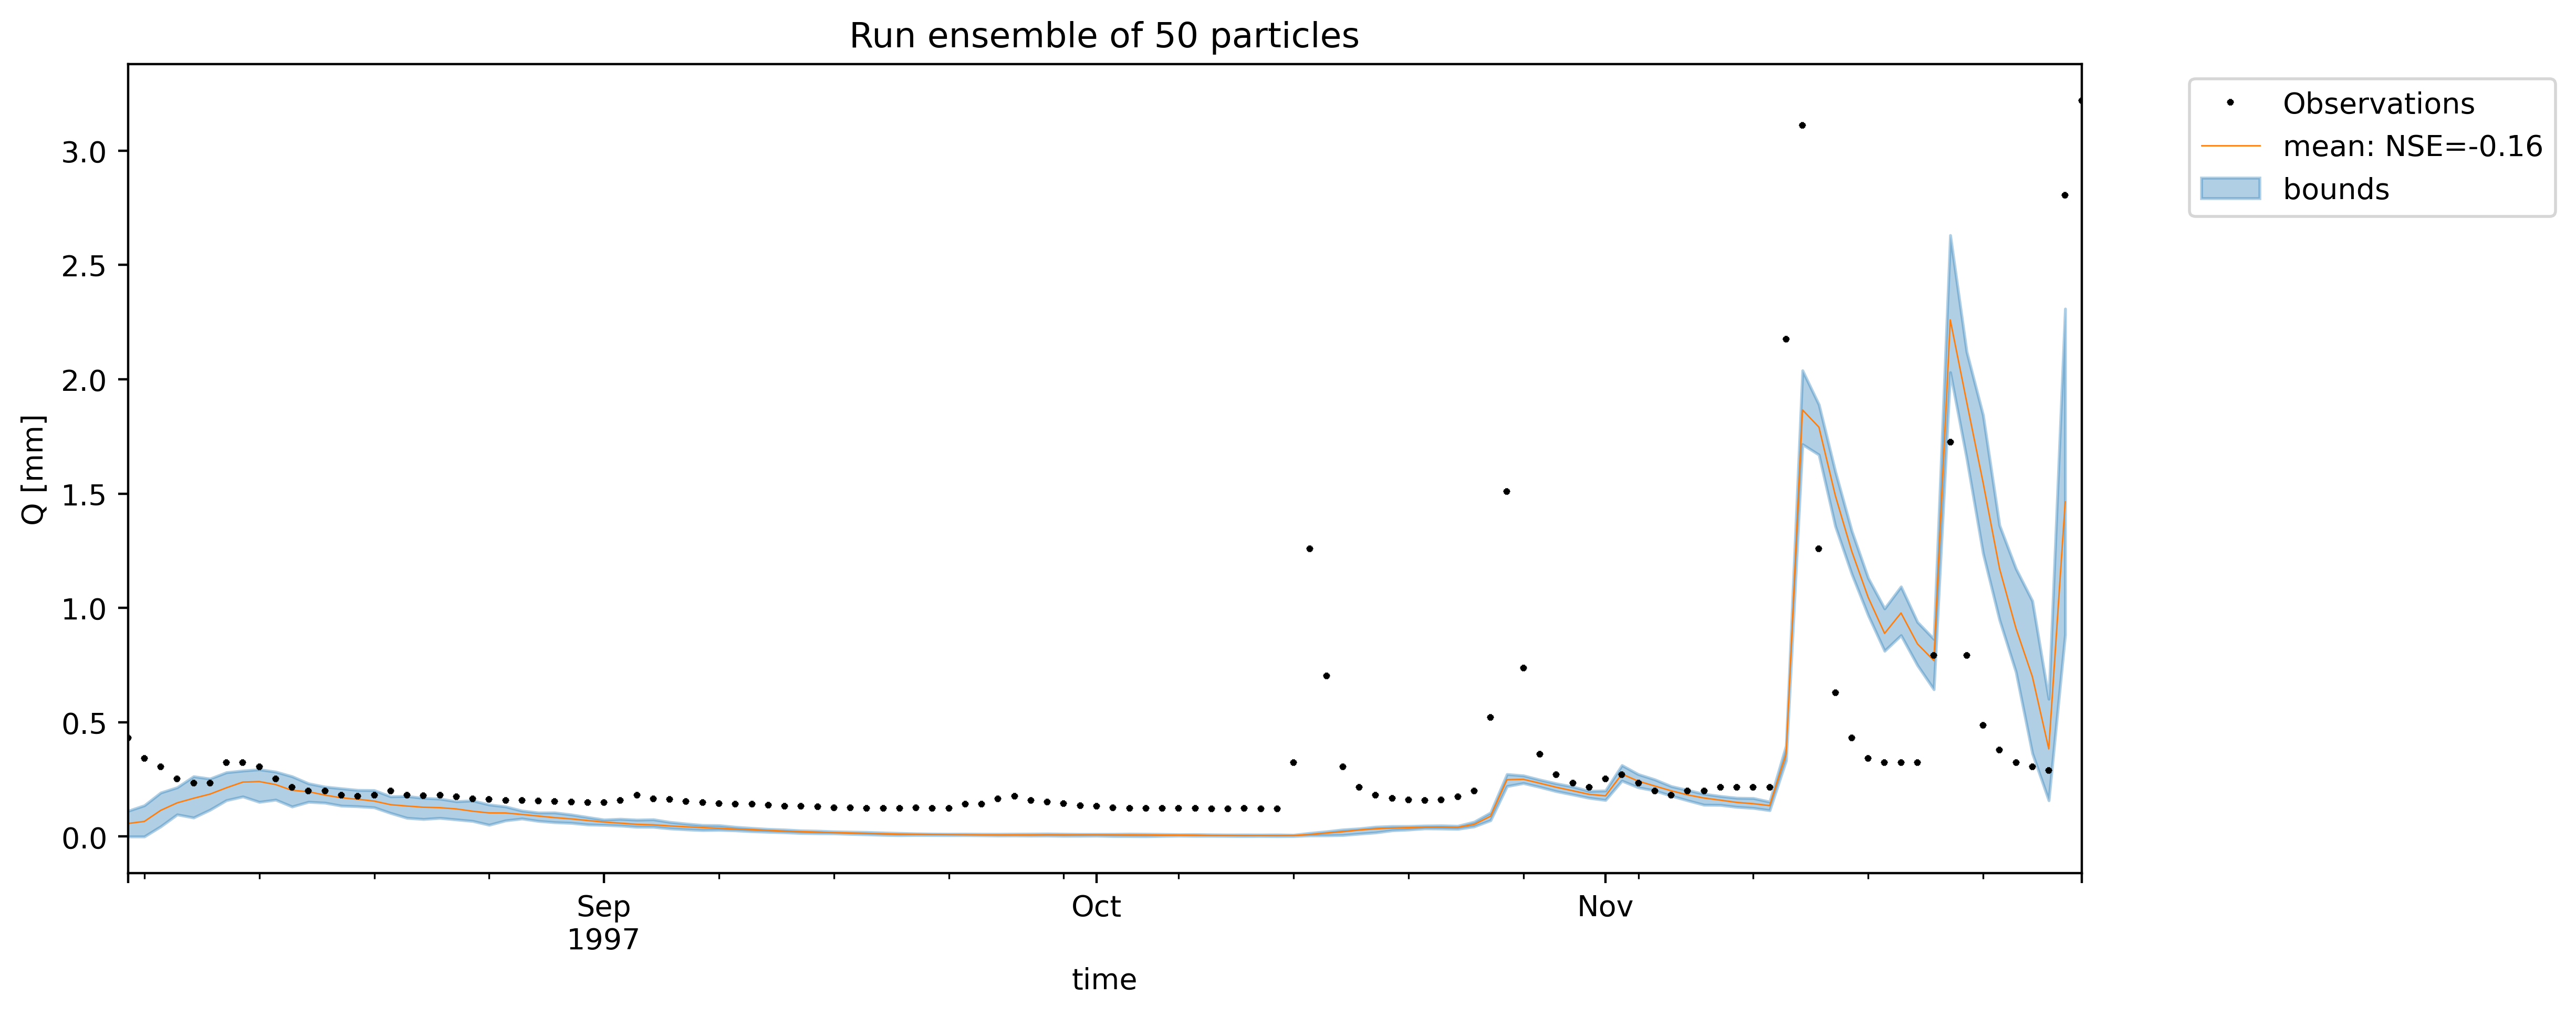 Run ensemble of 50 particles
Observations
mean: NSE=-0.16
bounds
3.0
2.5
2.0
1.5
1.0
0.5
0.0
Q [mm]
Sep
1997
Oct
Nov
time